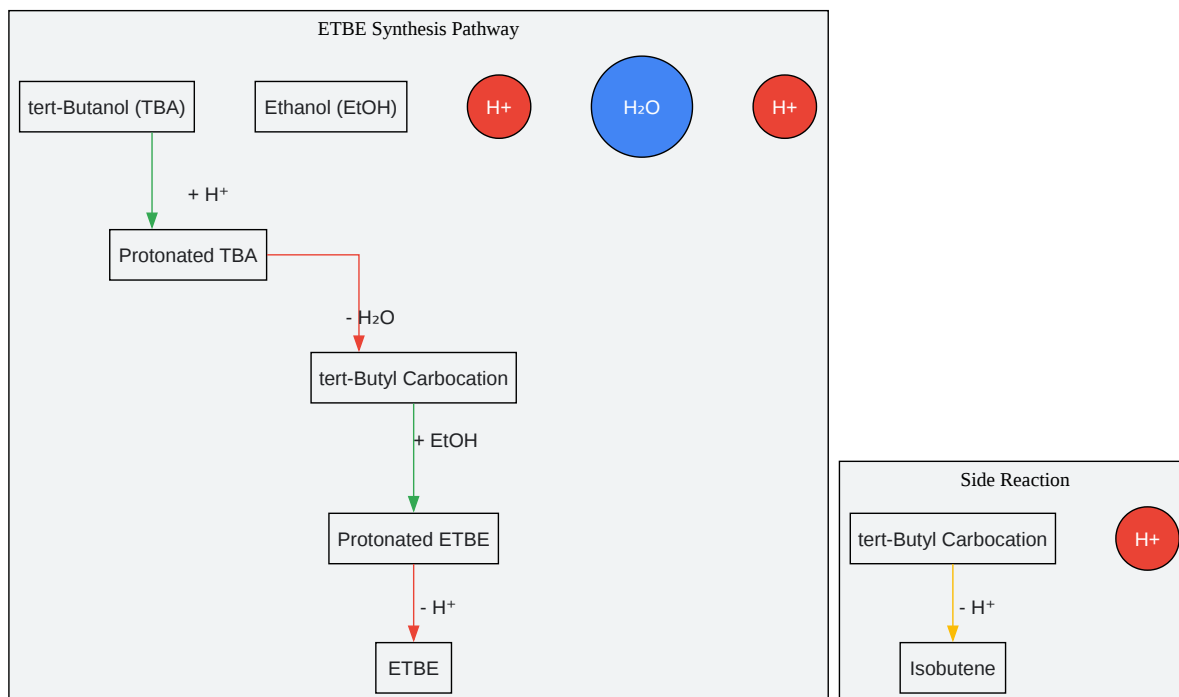 ETBE Synthesis Pathway
tert-Butanol (TBA)
Ethanol (EtOH)
H+
H₂O
H+
+ H⁺
Protonated TBA
- H₂O
tert-Butyl Carbocation
+ EtOH
Protonated ETBE
- H⁺
ETBE
Side Reaction
tert-Butyl Carbocation
H+
- H⁺
Isobutene